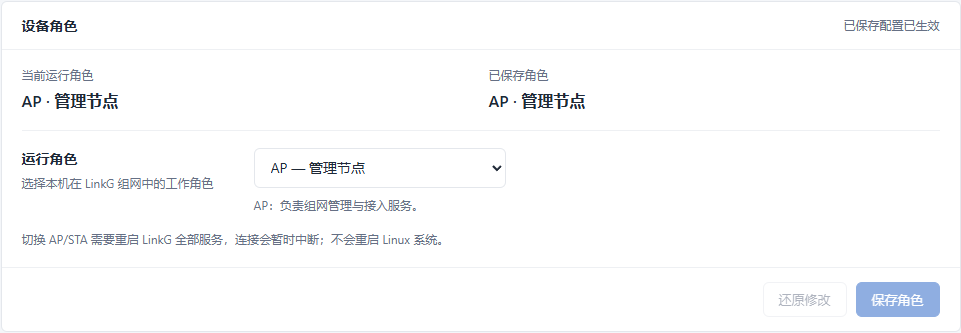 设备角色
已保存配置已生效
当前运行角色
已保存角色
AP · 管理节点
AP · 管理节点
运行角色
选择本机在 LinkG 组网中的工作角色
AP — 管理节点
AP：负责组网管理与接入服务。
切换 AP/STA 需要重启 LinkG 全部服务，连接会暂时中断；不会重启 Linux 系统。
还原修改
保存角色